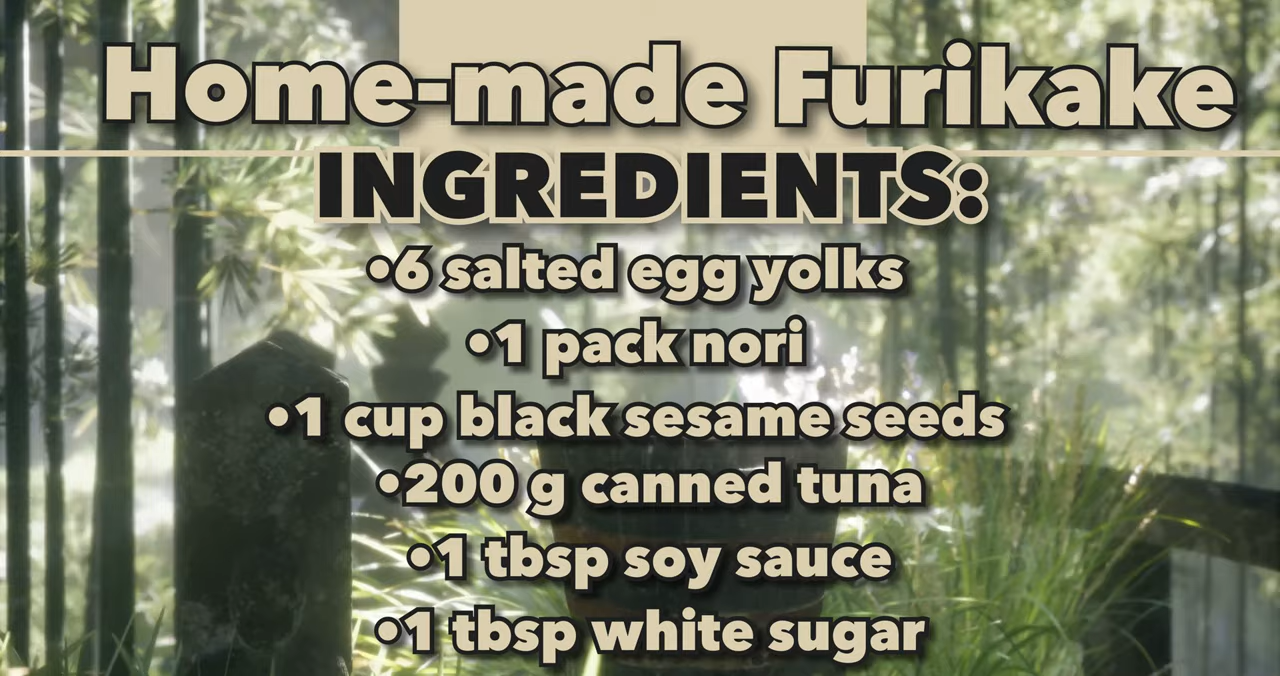 Home-made Furikake
INGREDIENTS:
•6 salted egg yolks
•1 pack nori
•1 cup black sesame seeds
•200 g canned tuna
•1 tbsp soy sauce
•1 tbsp white sugar